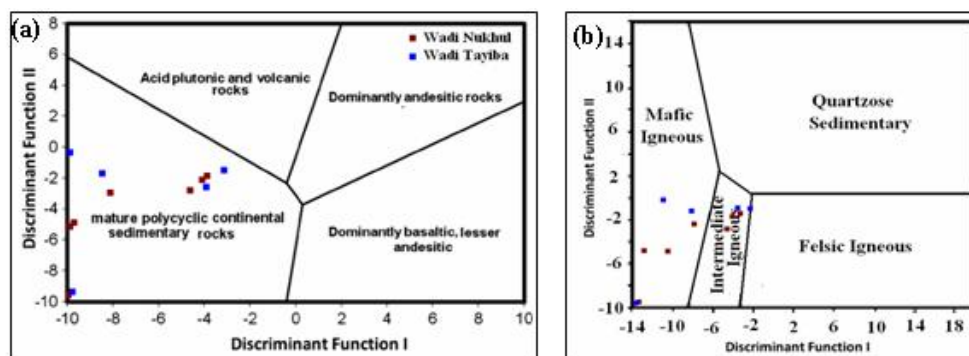 (a)
Wadi Nukhul
Wadi Tayiba
Acid plutonic and volcanic
rocks
Dominantly andesitic rocks
mature polycyclic continental
sedimentary
rocks
Dominantly basaltic, lesser
andesitic
Discriminant Function II
8
6
4
2
0
-2
-4
-6
-8
-10
-10 -8 -6 -4 -2 0 2 4 6 8 10
Discriminant Function I
(b)
Mafic
Igneous
Quartzose
Sedimentary
Intermediate
Igneous
Felsic Igneous
Discriminant Function II
14
10
6
2
-2
-6
-10
-14 -10 -6 -2 2 6 10 14 18
Discriminant Function I